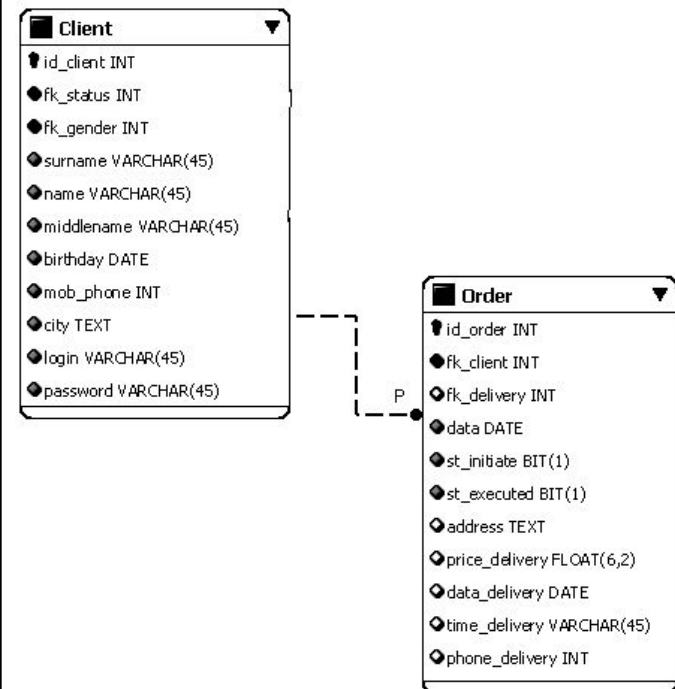 Client
id_client INT
fk_status INT
fk_gender INT
surname VARCHAR(45)
name VARCHAR(45)
middlename VARCHAR(45)
birthday DATE
mob_phone INT
city TEXT
login VARCHAR(45)
password VARCHAR(45)
P
Order
id_order INT
fk_client INT
fk_delivery INT
data DATE
st_initiate BIT(1)
st_executed BIT(1)
address TEXT
price_delivery FLOAT(6,2)
data_delivery DATE
time_delivery VARCHAR(45)
phone_delivery INT